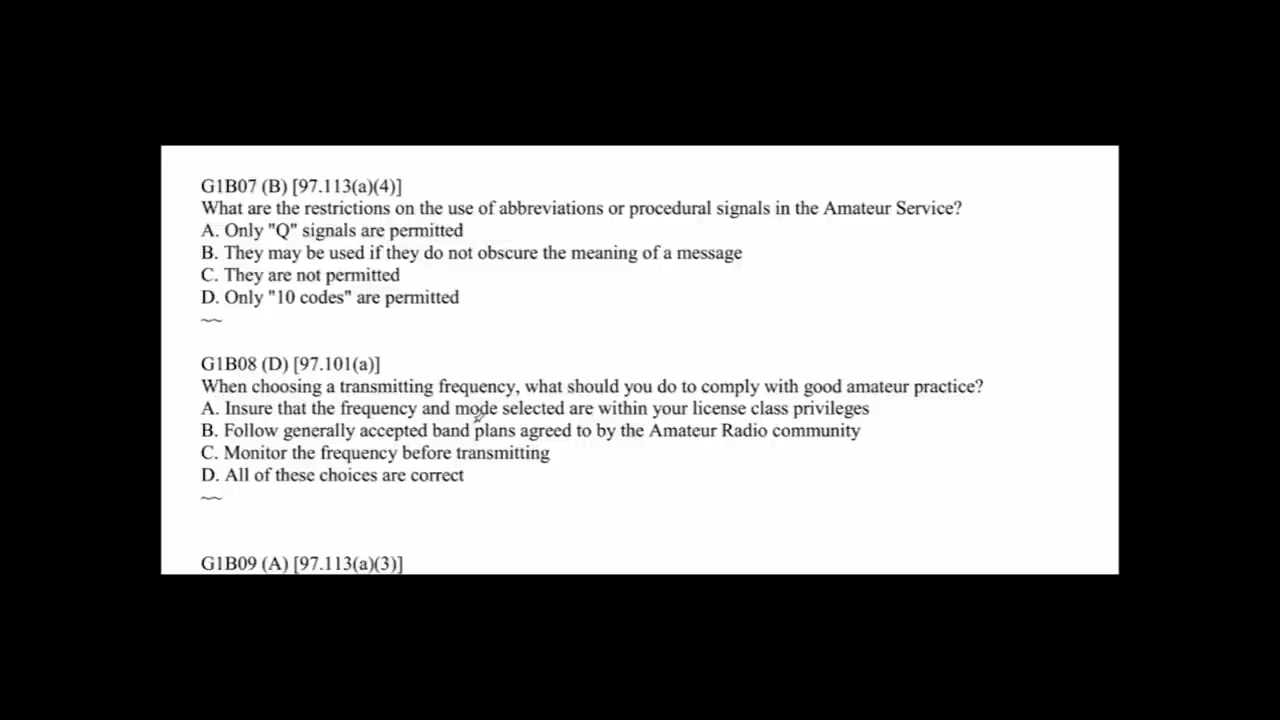 G1B07 (B) [97.113(a)(4)]
What are the restrictions on the use of abbreviations or procedural signals in the Amateur Service?
A. Only "Q" signals are permitted
B. They may be used if they do not obscure the meaning of a message
C. They are not permitted
D. Only "10 codes" are permitted
~~
G1B08 (D) [97.101(a)]
When choosing a transmitting frequency, what should you do to comply with good amateur practice?
A. Insure that the frequency and mode selected are within your license class privileges
B. Follow generally accepted band plans agreed to by the Amateur Radio community
C. Monitor the frequency before transmitting
D. All of these choices are correct
~~
G1B09 (A) [97.113(a)(3)]